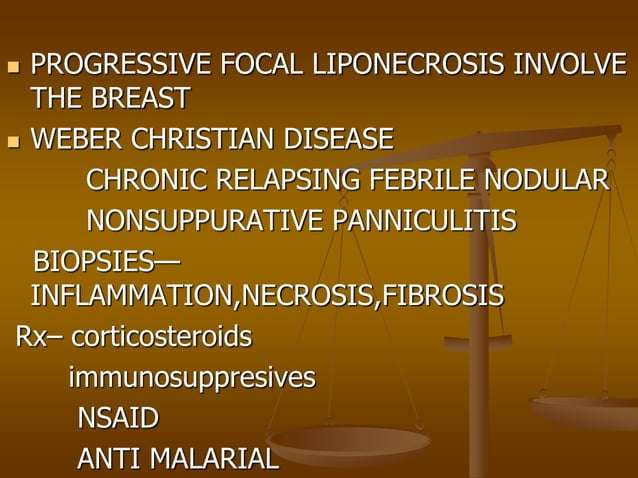 PROGRESSIVE FOCAL LIPONECROSIS INVOLVE
THE BREAST
WEBER CHRISTIAN DISEASE
CHRONIC RELAPSING FEBRILE NODULAR
NONSUPPURATIVE PANNICULITIS
BIOPSIES—
INFLAMMATION,NECROSIS,FIBROSIS
Rx– corticosteroids
immunosuppresives
NSAID
ANTI MALARIAL